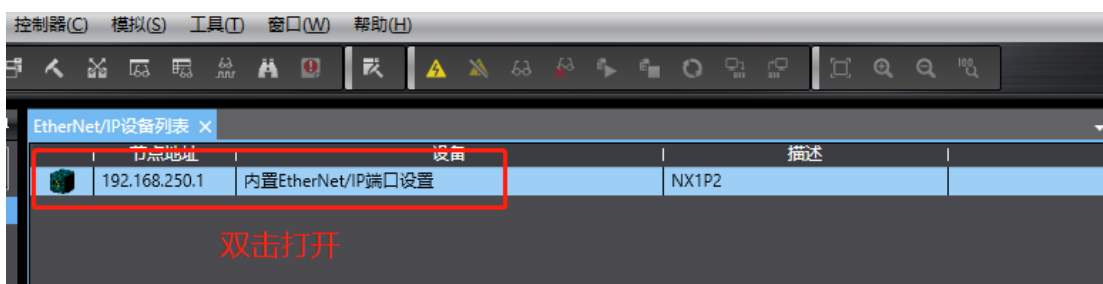 控制器(C) 模拟(S) 工具(T) 窗口(W) 帮助(H)
100
EtherNet/IP设备列表 ×
节点地址 设备 描述
192.168.250.1 内置EtherNet/IP端口设置 NX1P2
双击打开